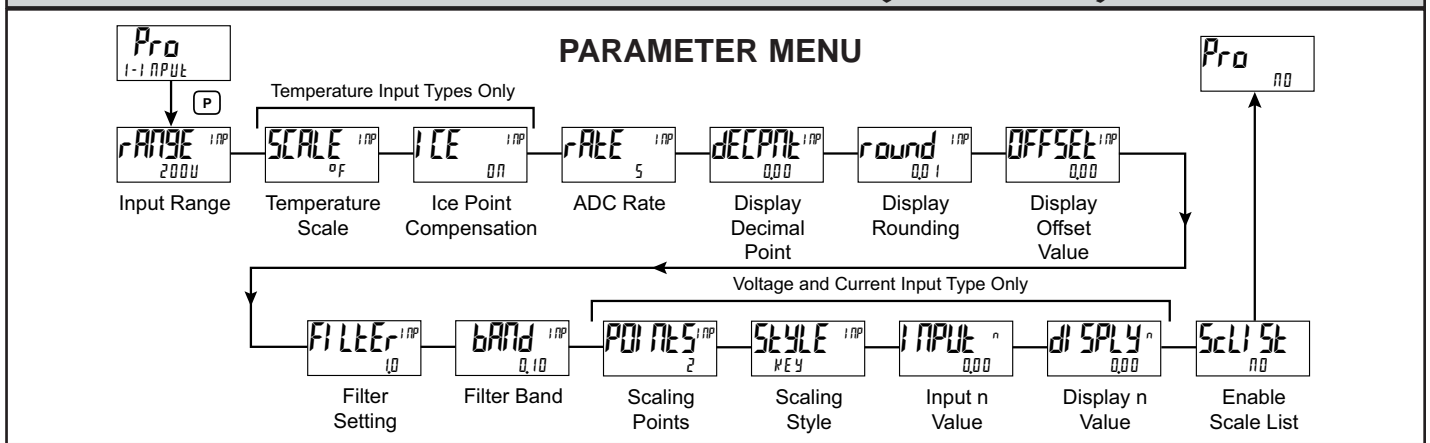 Pro
1-INPUt
PARAMETER MENU
Pro
NO
P
Temperature Input Types Only
rANGE INP
200U
SCALE INP
°F
ICE INP
ON
rAtE INP
5
dECPNt INP
0.00
round INP
0.01
OFFSEt INP
0.00
Input Range
Temperature
Scale
Ice Point
Compensation
ADC Rate
Display
Decimal
Point
Display
Rounding
Display
Offset
Value
Voltage and Current Input Type Only
FILtEr INP
1.0
bANd INP
0.10
POINtS INP
2
StYLE INP
KEY
INPUt n
0.00
dISPLY n
0.00
ScLISt
NO
Filter
Setting
Filter Band
Scaling
Points
Scaling
Style
Input n
Value
Display n
Value
Enable
Scale List